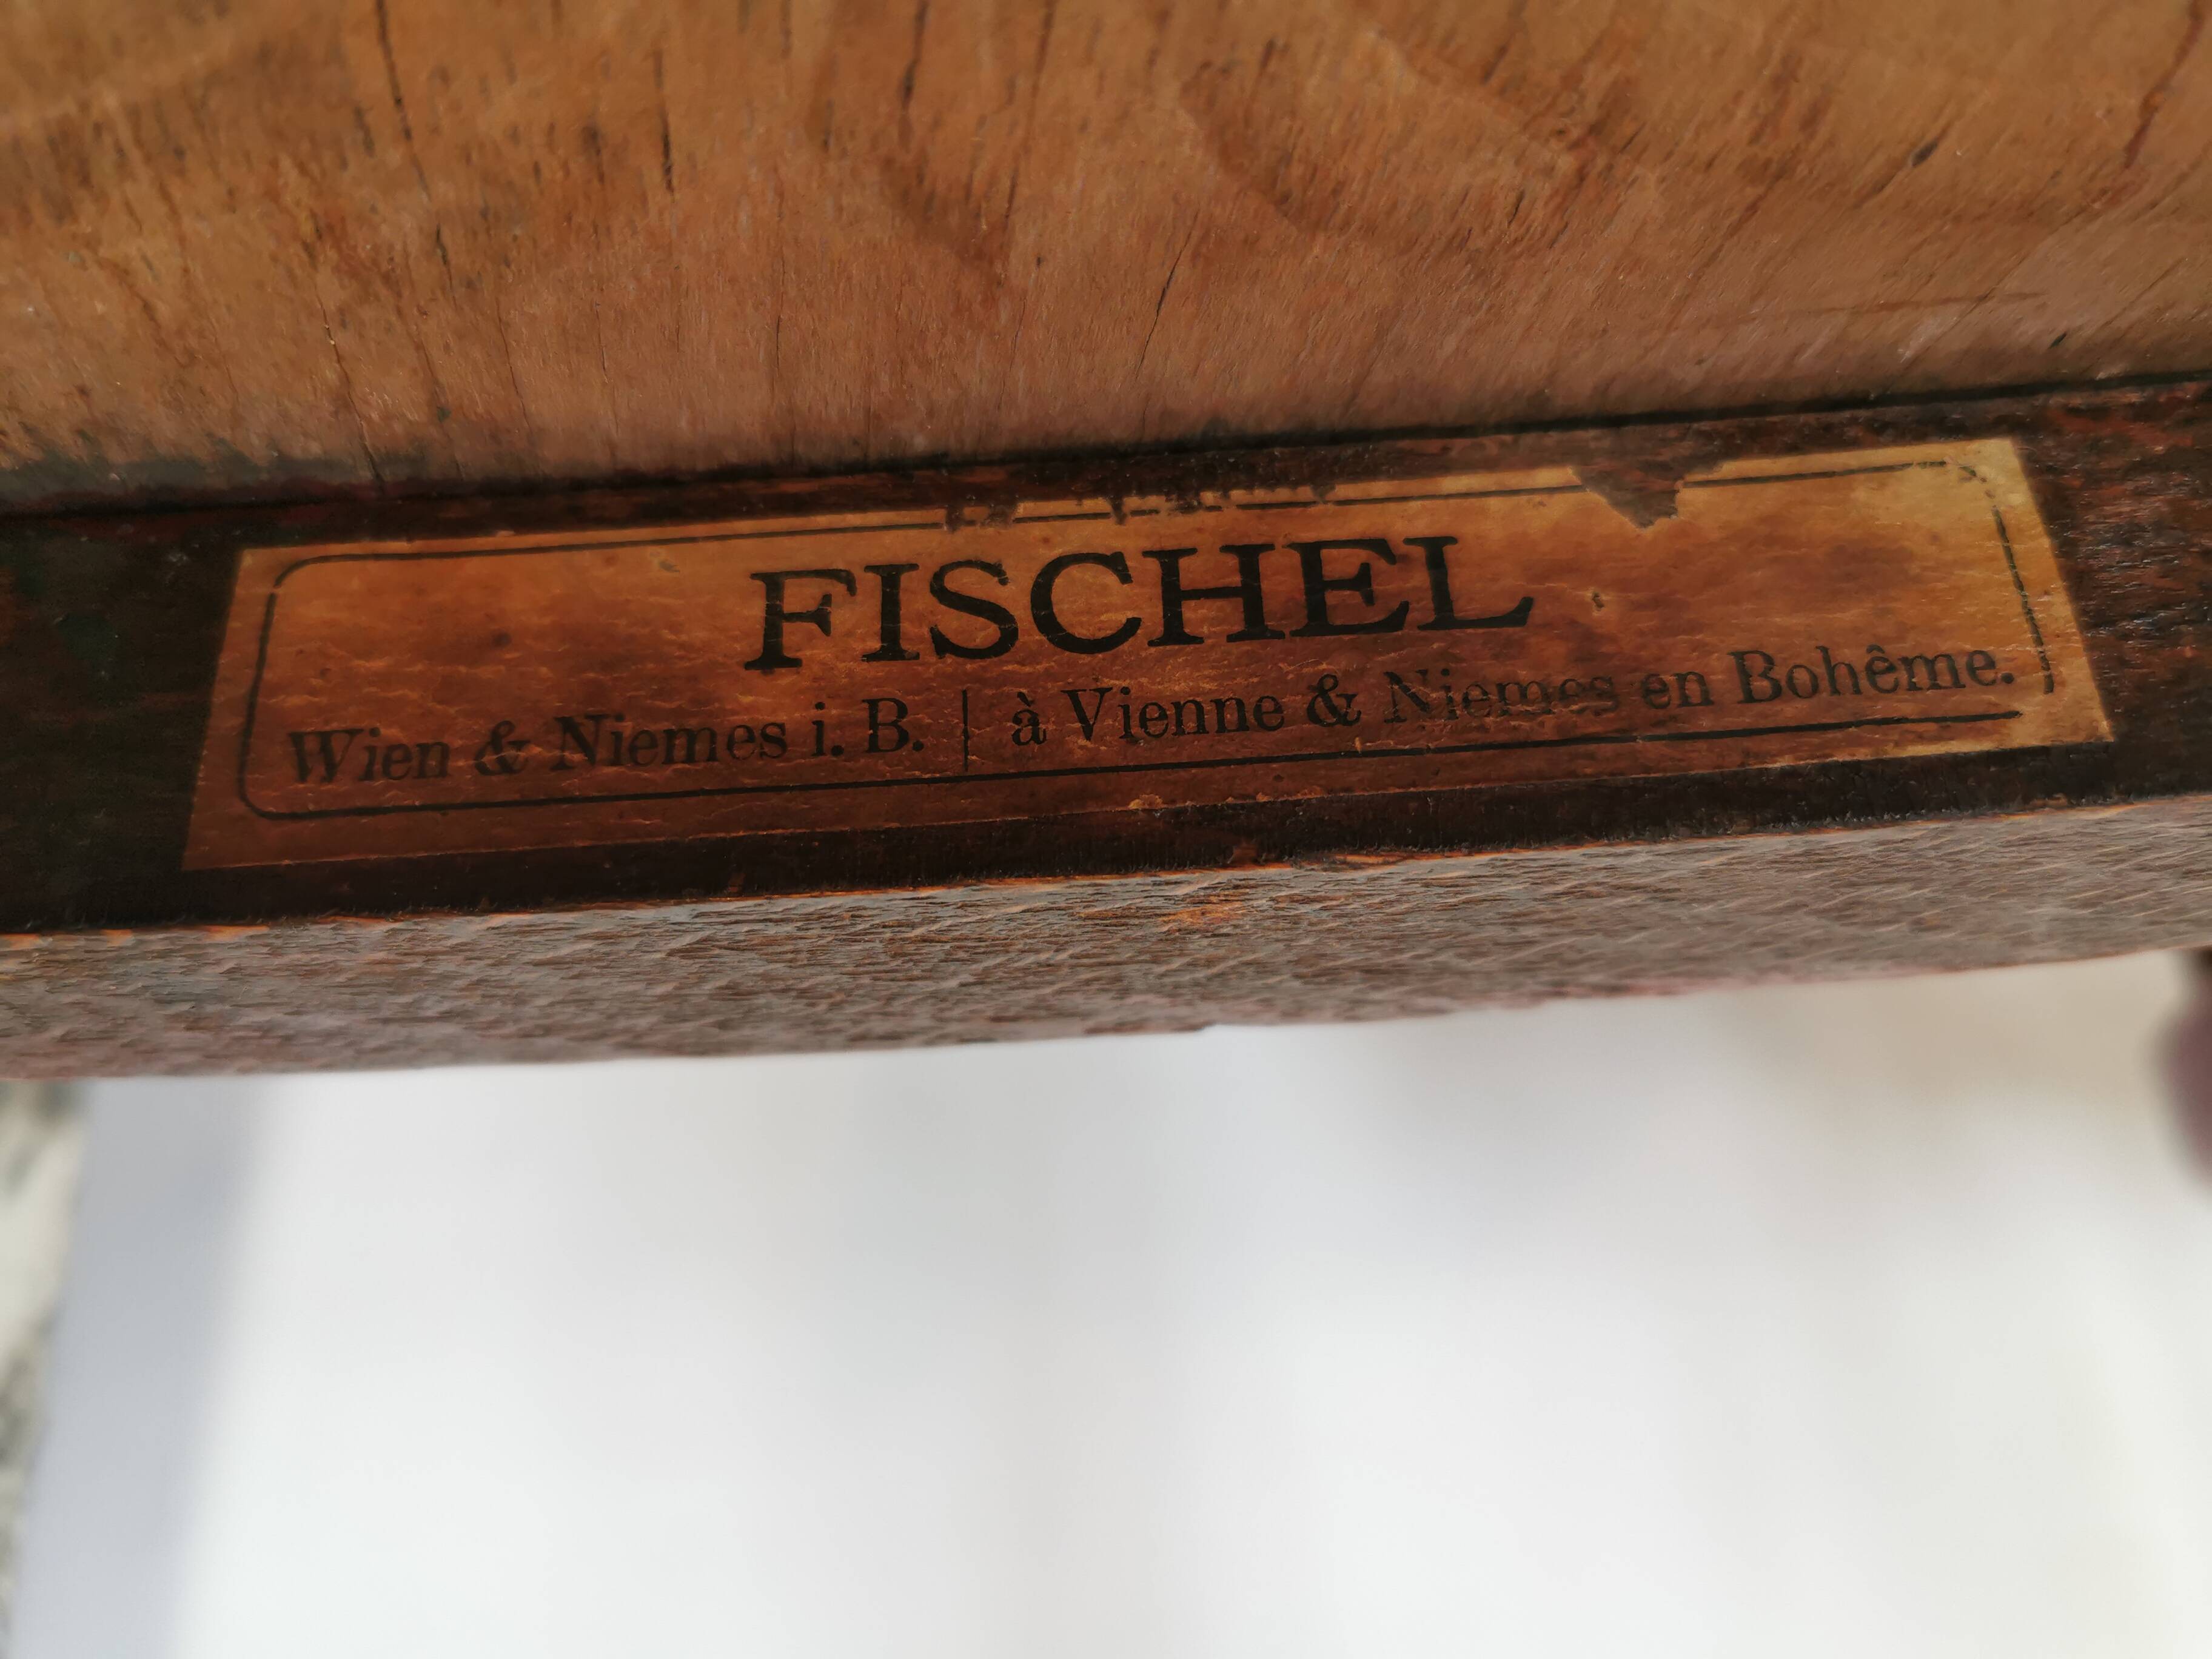 FISCHEL
Wien & Niemes i. B. | à Vienne & Niemes en Bohême.